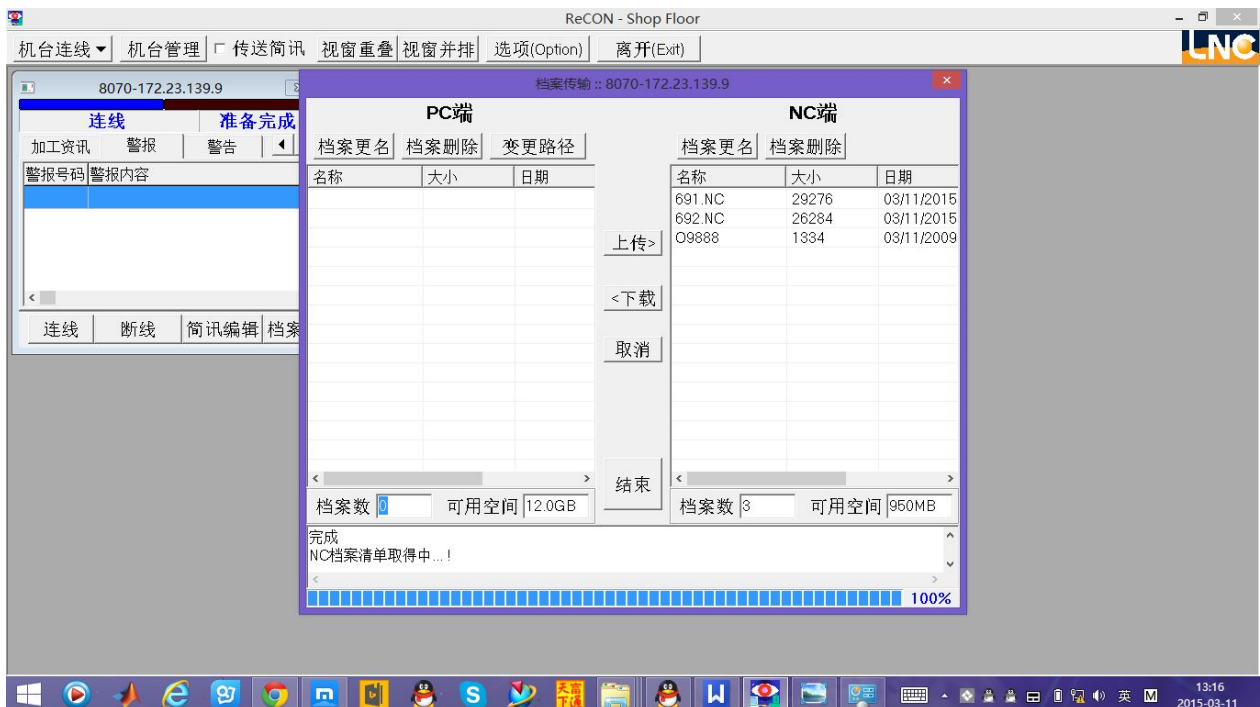 ReCON - Shop Floor
机台连线 机台管理 传送简讯 视窗重叠 视窗并排 选项(Option) 离开(Exit) LNC
8070-172.23.139.9
连线 准备完成
加工资讯 警报 警告
警报号码 警报内容
连线 断线 简讯编辑 档案
档案传输 :: 8070-172.23.139.9
PC端 NC端
档案更名 档案删除 变更路径 档案更名 档案删除
名称 大小 日期 名称 大小 日期
691.NC 29276 03/11/2015
692.NC 26284 03/11/2015
O9888 1334 03/11/2009
上传>
<下载
取消
结束
档案数 0 可用空间 12.0GB 档案数 3 可用空间 950MB
完成
NC档案清单取得中...!
100%
英 M 13:16
2015-03-11